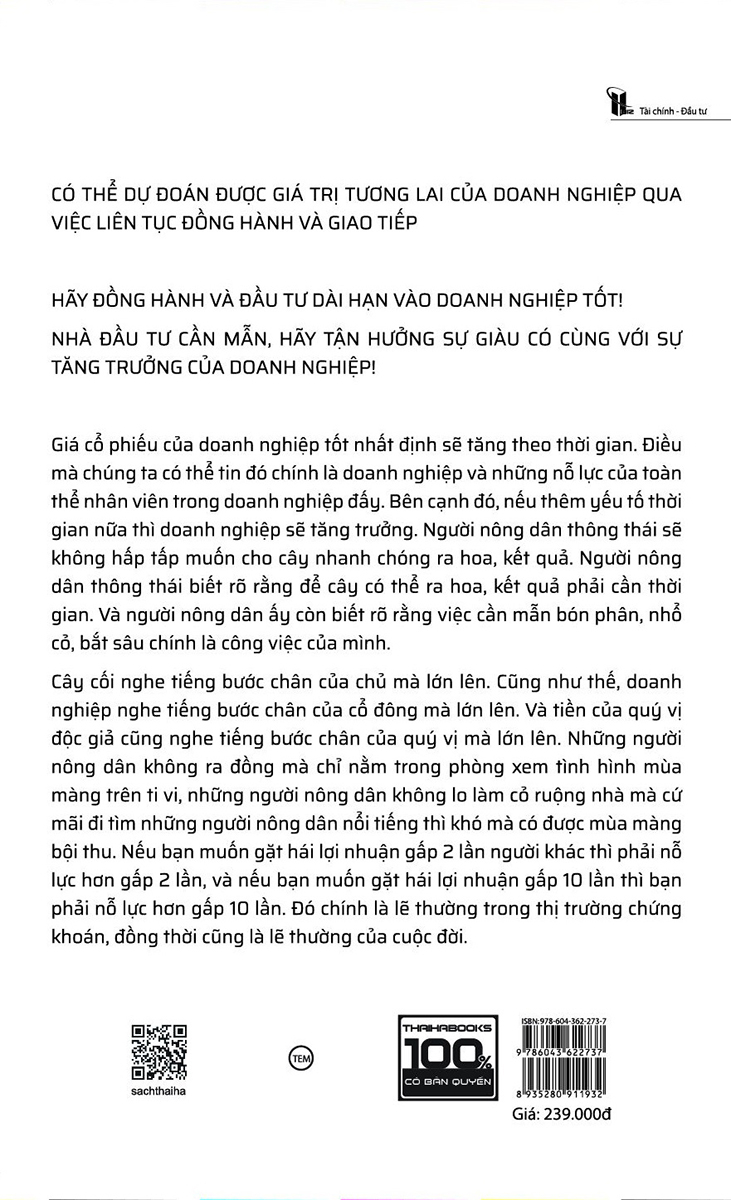 Tài chính - Đầu tư
CÓ THỂ DỰ ĐOÁN ĐƯỢC GIÁ TRỊ TƯƠNG LAI CỦA DOANH NGHIỆP QUA
VIỆC LIÊN TỤC ĐỒNG HÀNH VÀ GIAO TIẾP
HÃY ĐỒNG HÀNH VÀ ĐẦU TƯ DÀI HẠN VÀO DOANH NGHIỆP TỐT!
NHÀ ĐẦU TƯ CẦN MẪN, HÃY TẬN HƯỞNG SỰ GIÀU CÓ CÙNG VỚI SỰ
TĂNG TRƯỞNG CỦA DOANH NGHIỆP!
Giá cổ phiếu của doanh nghiệp tốt nhất định sẽ tăng theo thời gian. Điều
mà chúng ta có thể tin đó chính là doanh nghiệp và những nỗ lực của toàn
thể nhân viên trong doanh nghiệp đấy. Bên cạnh đó, nếu thêm yếu tố thời
gian nữa thì doanh nghiệp sẽ tăng trưởng. Người nông dân thông thái sẽ
không hấp tấp muốn cho cây nhanh chóng ra hoa, kết quả. Người nông
dân thông thái biết rõ rằng để cây có thể ra hoa, kết quả phải cần thời
gian. Và người nông dân ấy còn biết rõ rằng việc cần mẫn bón phân, nhổ
cỏ, bắt sâu chính là công việc của mình.
Cây cối nghe tiếng bước chân của chủ mà lớn lên. Cũng như thế, doanh
nghiệp nghe tiếng bước chân của cổ đông mà lớn lên. Và tiền của quý vị
độc giả cũng nghe tiếng bước chân của quý vị mà lớn lên. Những người
nông dân không ra đồng mà chỉ nằm trong phòng xem tình hình mùa
màng trên ti vi, những người nông dân không lo làm cỏ ruộng nhà mà cứ
mãi đi tìm những người nông dân nổi tiếng thì khó mà có được mùa màng
bội thu. Nếu bạn muốn gặt hái lợi nhuận gấp 2 lần người khác thì phải nỗ
lực hơn gấp 2 lần, và nếu bạn muốn gặt hái lợi nhuận gấp 10 lần thì bạn
phải nỗ lực hơn gấp 10 lần. Đó chính là lẽ thường trong thị trường chứng
khoán, đồng thời cũng là lẽ thường của cuộc đời.
sachthaiha
TEM
THAIHABOOKS
100%
CÓ BẢN QUYỀN
ISBN:978-604-362-273-7
9 786043 622737
8 935280 911932
Giá: 239.000đ